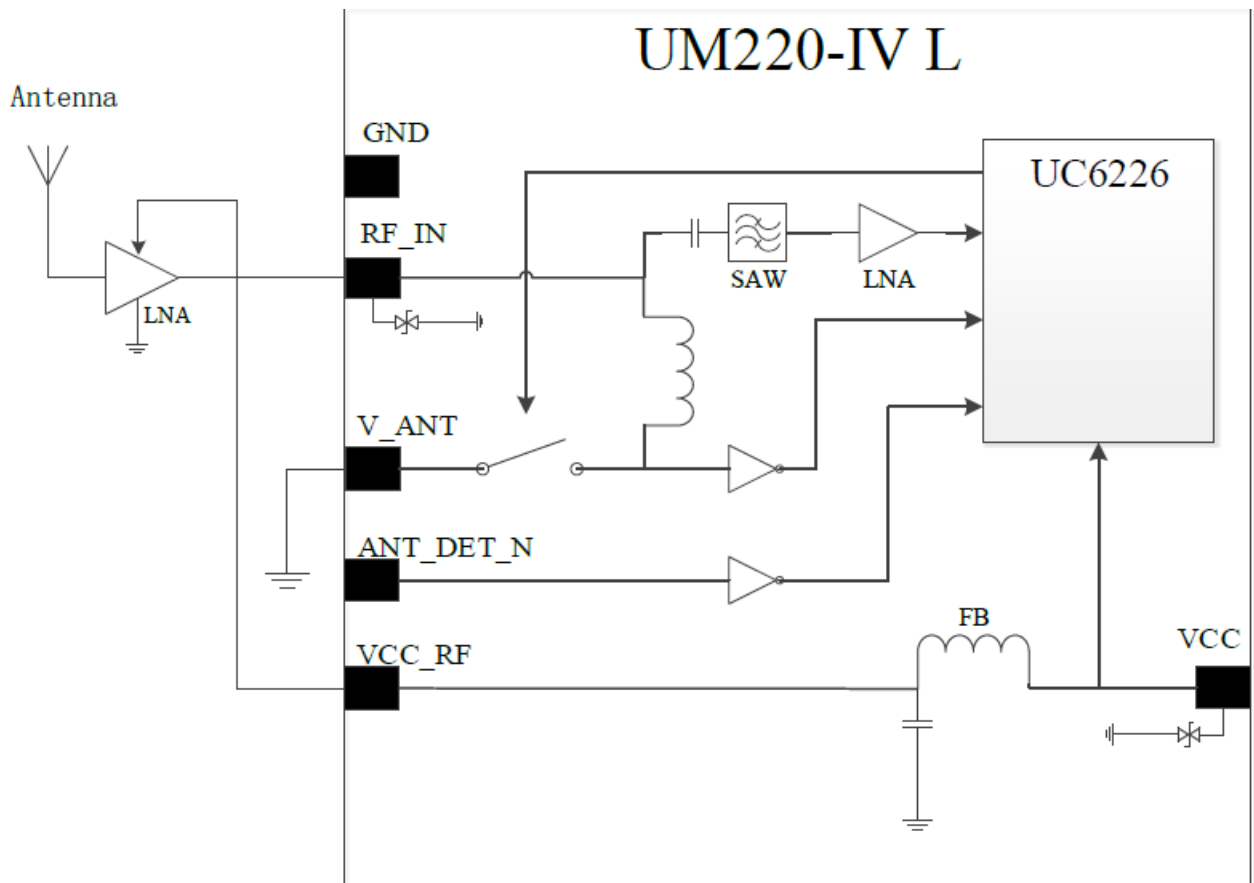 UM220-IV L
Antenna
GND
UC6226
RF_IN
SAW
LNA
LNA
V_ANT
ANT_DET_N
FB
VCC_RF
VCC